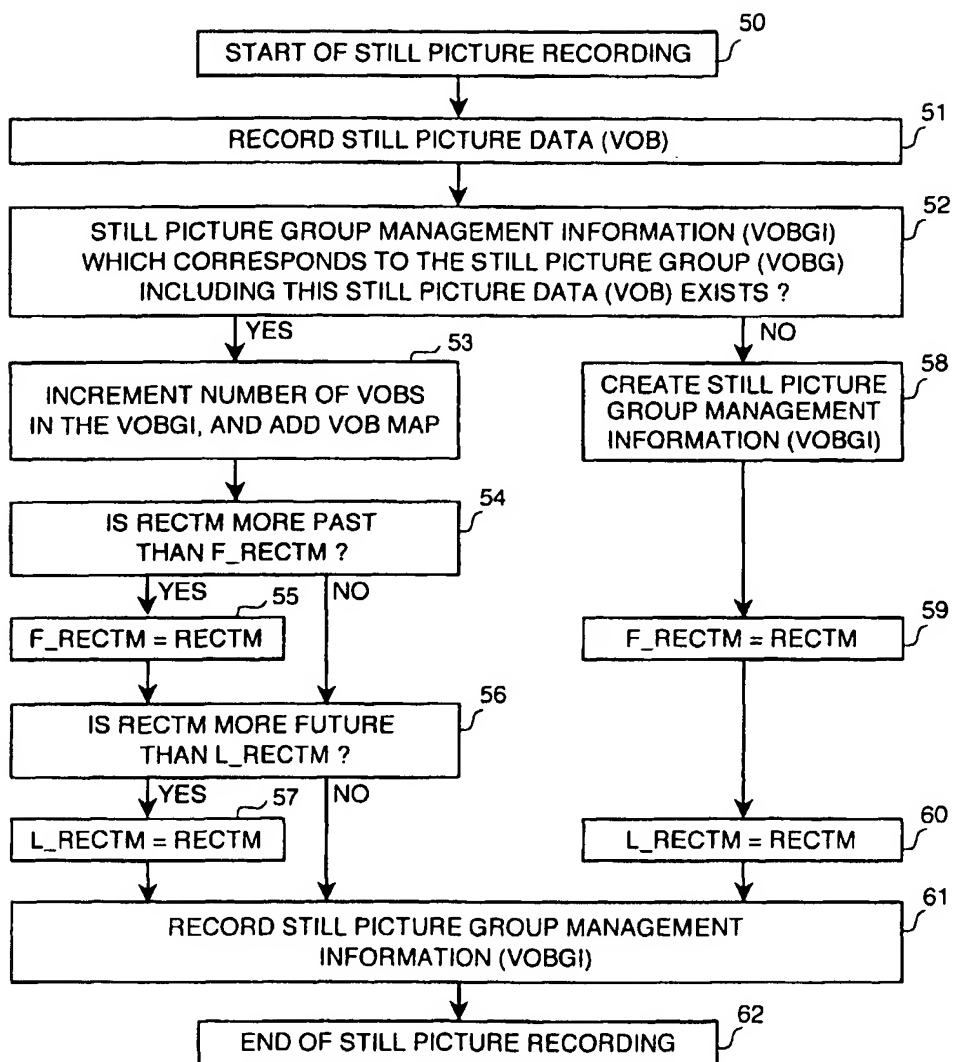 50
START OF STILL PICTURE RECORDING
51
RECORD STILL PICTURE DATA (VOB)
52
STILL PICTURE GROUP MANAGEMENT INFORMATION (VOBGI)
WHICH CORRESPONDS TO THE STILL PICTURE GROUP (VOBG)
INCLUDING THIS STILL PICTURE DATA (VOB) EXISTS ?
YES
NO
53
INCREMENT NUMBER OF VOBS
IN THE VOBGI, AND ADD VOB MAP
58
CREATE STILL PICTURE
GROUP MANAGEMENT
INFORMATION (VOBGI)
54
IS RECTM MORE PAST
THAN F_RECTM ?
YES
NO
55
F_RECTM = RECTM
59
F_RECTM = RECTM
56
IS RECTM MORE FUTURE
THAN L_RECTM ?
YES
NO
57
L_RECTM = RECTM
60
L_RECTM = RECTM
61
RECORD STILL PICTURE GROUP MANAGEMENT
INFORMATION (VOBGI)
62
END OF STILL PICTURE RECORDING